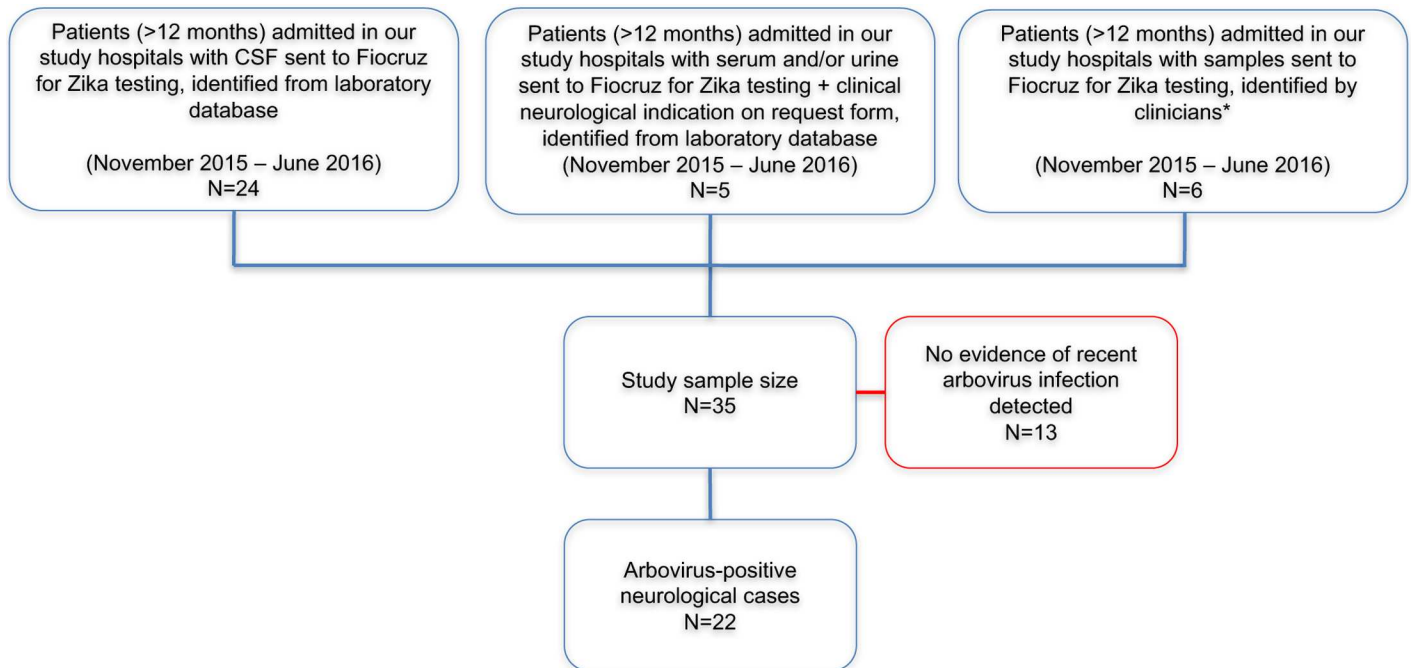 Patients (>12 months) admitted in our
study hospitals with CSF sent to Fiocruz
for Zika testing, identified from laboratory
database
(November 2015 – June 2016)
N=24
Patients (>12 months) admitted in our
study hospitals with serum and/or urine
sent to Fiocruz for Zika testing + clinical
neurological indication on request form,
identified from laboratory database
(November 2015 – June 2016)
N=5
Patients (>12 months) admitted in our
study hospitals with samples sent to
Fiocruz for Zika testing, identified by
clinicians*
(November 2015 – June 2016)
N=6
Study sample size
N=35
No evidence of recent
arbovirus infection
detected
N=13
Arbovirus-positive
neurological cases
N=22